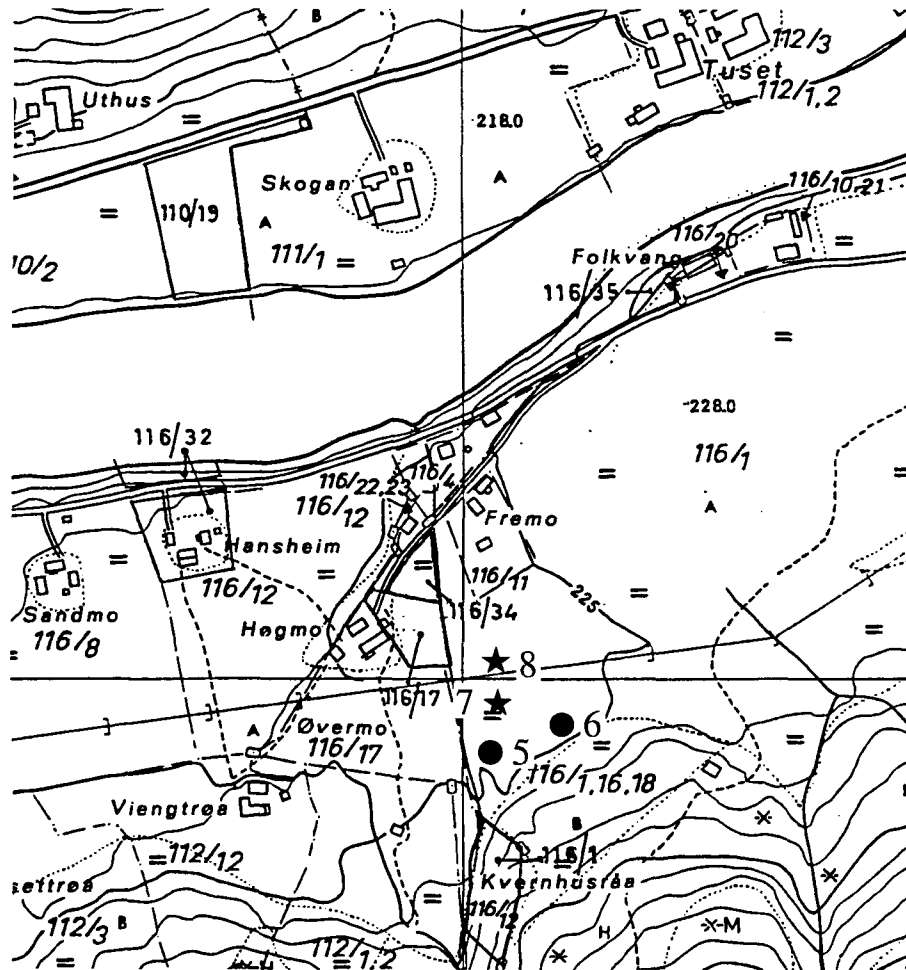 B
112/3
Tuset
112/1,2
Uthus
218.0
Skogan
A
116/10,21
110/19
A
116/2
10/2
111/1
Folkvang
116/35
228.0
116/32
116/1
116/4
116/22,23
116/12
A
Fremo
Hansheim
116/11
225
116/12
116/34
Sandmo
116/8
Høgmo
8
116/17
7
A
Øvermo
116/17
6
5
116/1,16,18
Viengtrøa
B
112/12
116/1
settrøa
Kvernhusråa
116/12
112/3
B
M
H
112/1,2